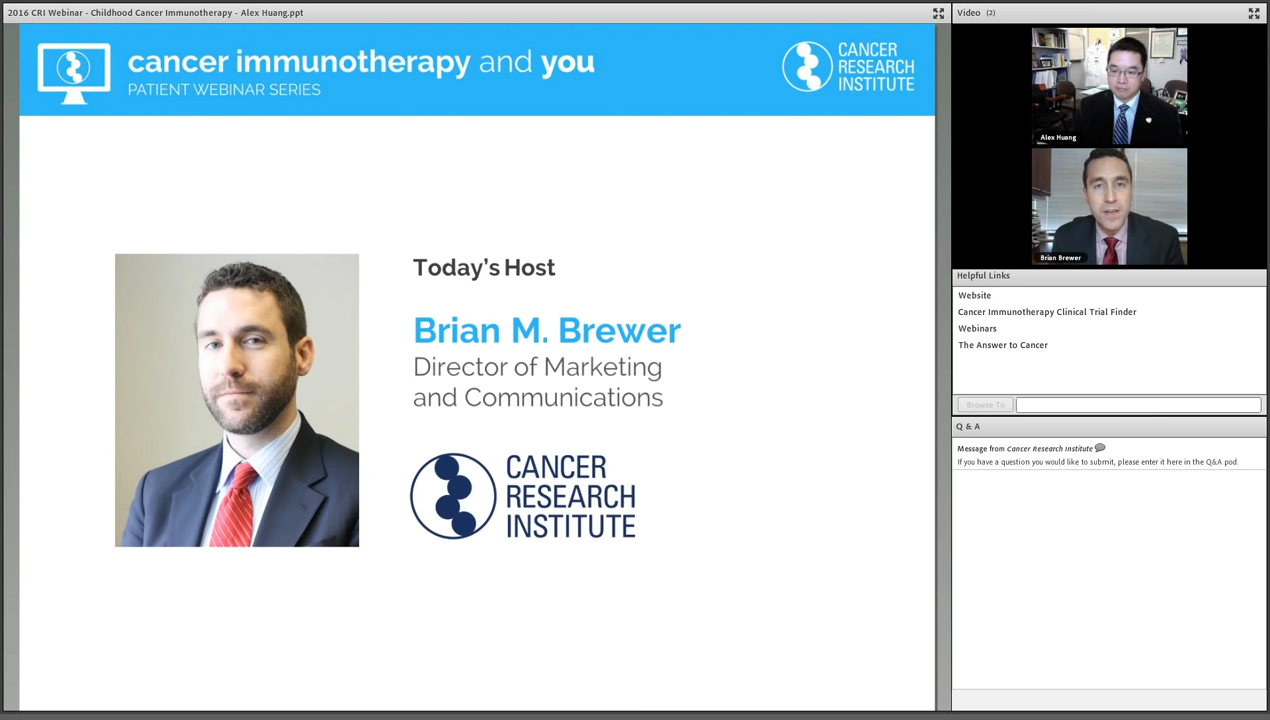 2016 CRI Webinar - Childhood Cancer Immunotherapy - Alex Huang.ppt
cancer immunotherapy and you
PATIENT WEBINAR SERIES
CANCER
RESEARCH
INSTITUTE
Today's Host
Brian M. Brewer
Director of Marketing
and Communications
CANCER
RESEARCH
INSTITUTE
Video (2)
Alex Huang
Brian Brewer
Helpful Links
Website
Cancer Immunotherapy Clinical Trial Finder
Webinars
The Answer to Cancer
Browse To
Q & A
Message from Cancer Research Institute
If you have a question you would like to submit, please enter it here in the Q&A pod.